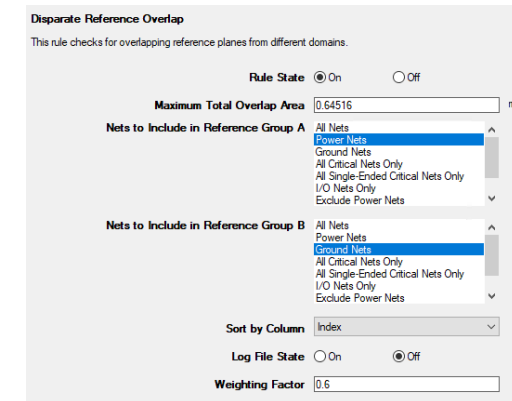 Disparate Reference Overlap
This rule checks for overlapping reference planes from different domains.
Rule State On Off
Maximum Total Overlap Area 0.64516
Nets to Include in Reference Group A All Nets
Power Nets
Ground Nets
All Critical Nets Only
All Single-Ended Critical Nets Only
I/O Nets Only
Exclude Power Nets
Nets to Include in Reference Group B All Nets
Power Nets
Ground Nets
All Critical Nets Only
All Single-Ended Critical Nets Only
I/O Nets Only
Exclude Power Nets
Sort by Column Index
Log File State On Off
Weighting Factor 0.6